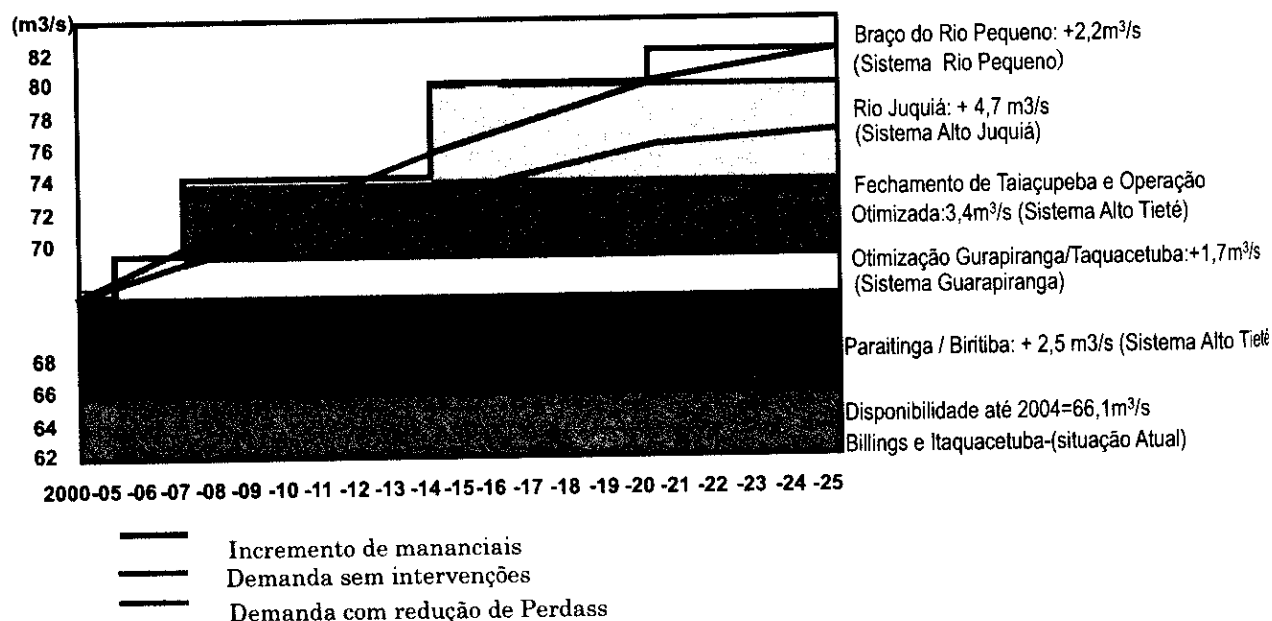 (m3/s)
82
80
78
76
74
72
70
68
66
64
62
Braço do Rio Pequeno: +2,2m³/s
(Sistema Rio Pequeno)
Rio Juquiá: + 4,7 m3/s
(Sistema Alto Juquiá)
Fechamento de Taiaçupeba e Operação
Otimizada:3,4m³/s (Sistema Alto Tieté)
Otimização Gurapiranga/Taquacetuba:+1,7m³/s
(Sistema Guarapiranga)
Paraitinga / Biritiba: + 2,5 m3/s (Sistema Alto Tietê
Disponibilidade até 2004=66,1m³/s
Billings e Itaquacetuba-(situação Atual)
2000-05 -06 -07 -08 -09 -10 -11 -12 -13 -14 -15 -16 -17 -18 -19 -20 -21 -22 -23 -24 -25
Incremento de mananciais
Demanda sem intervenções
Demanda com redução de Perdass